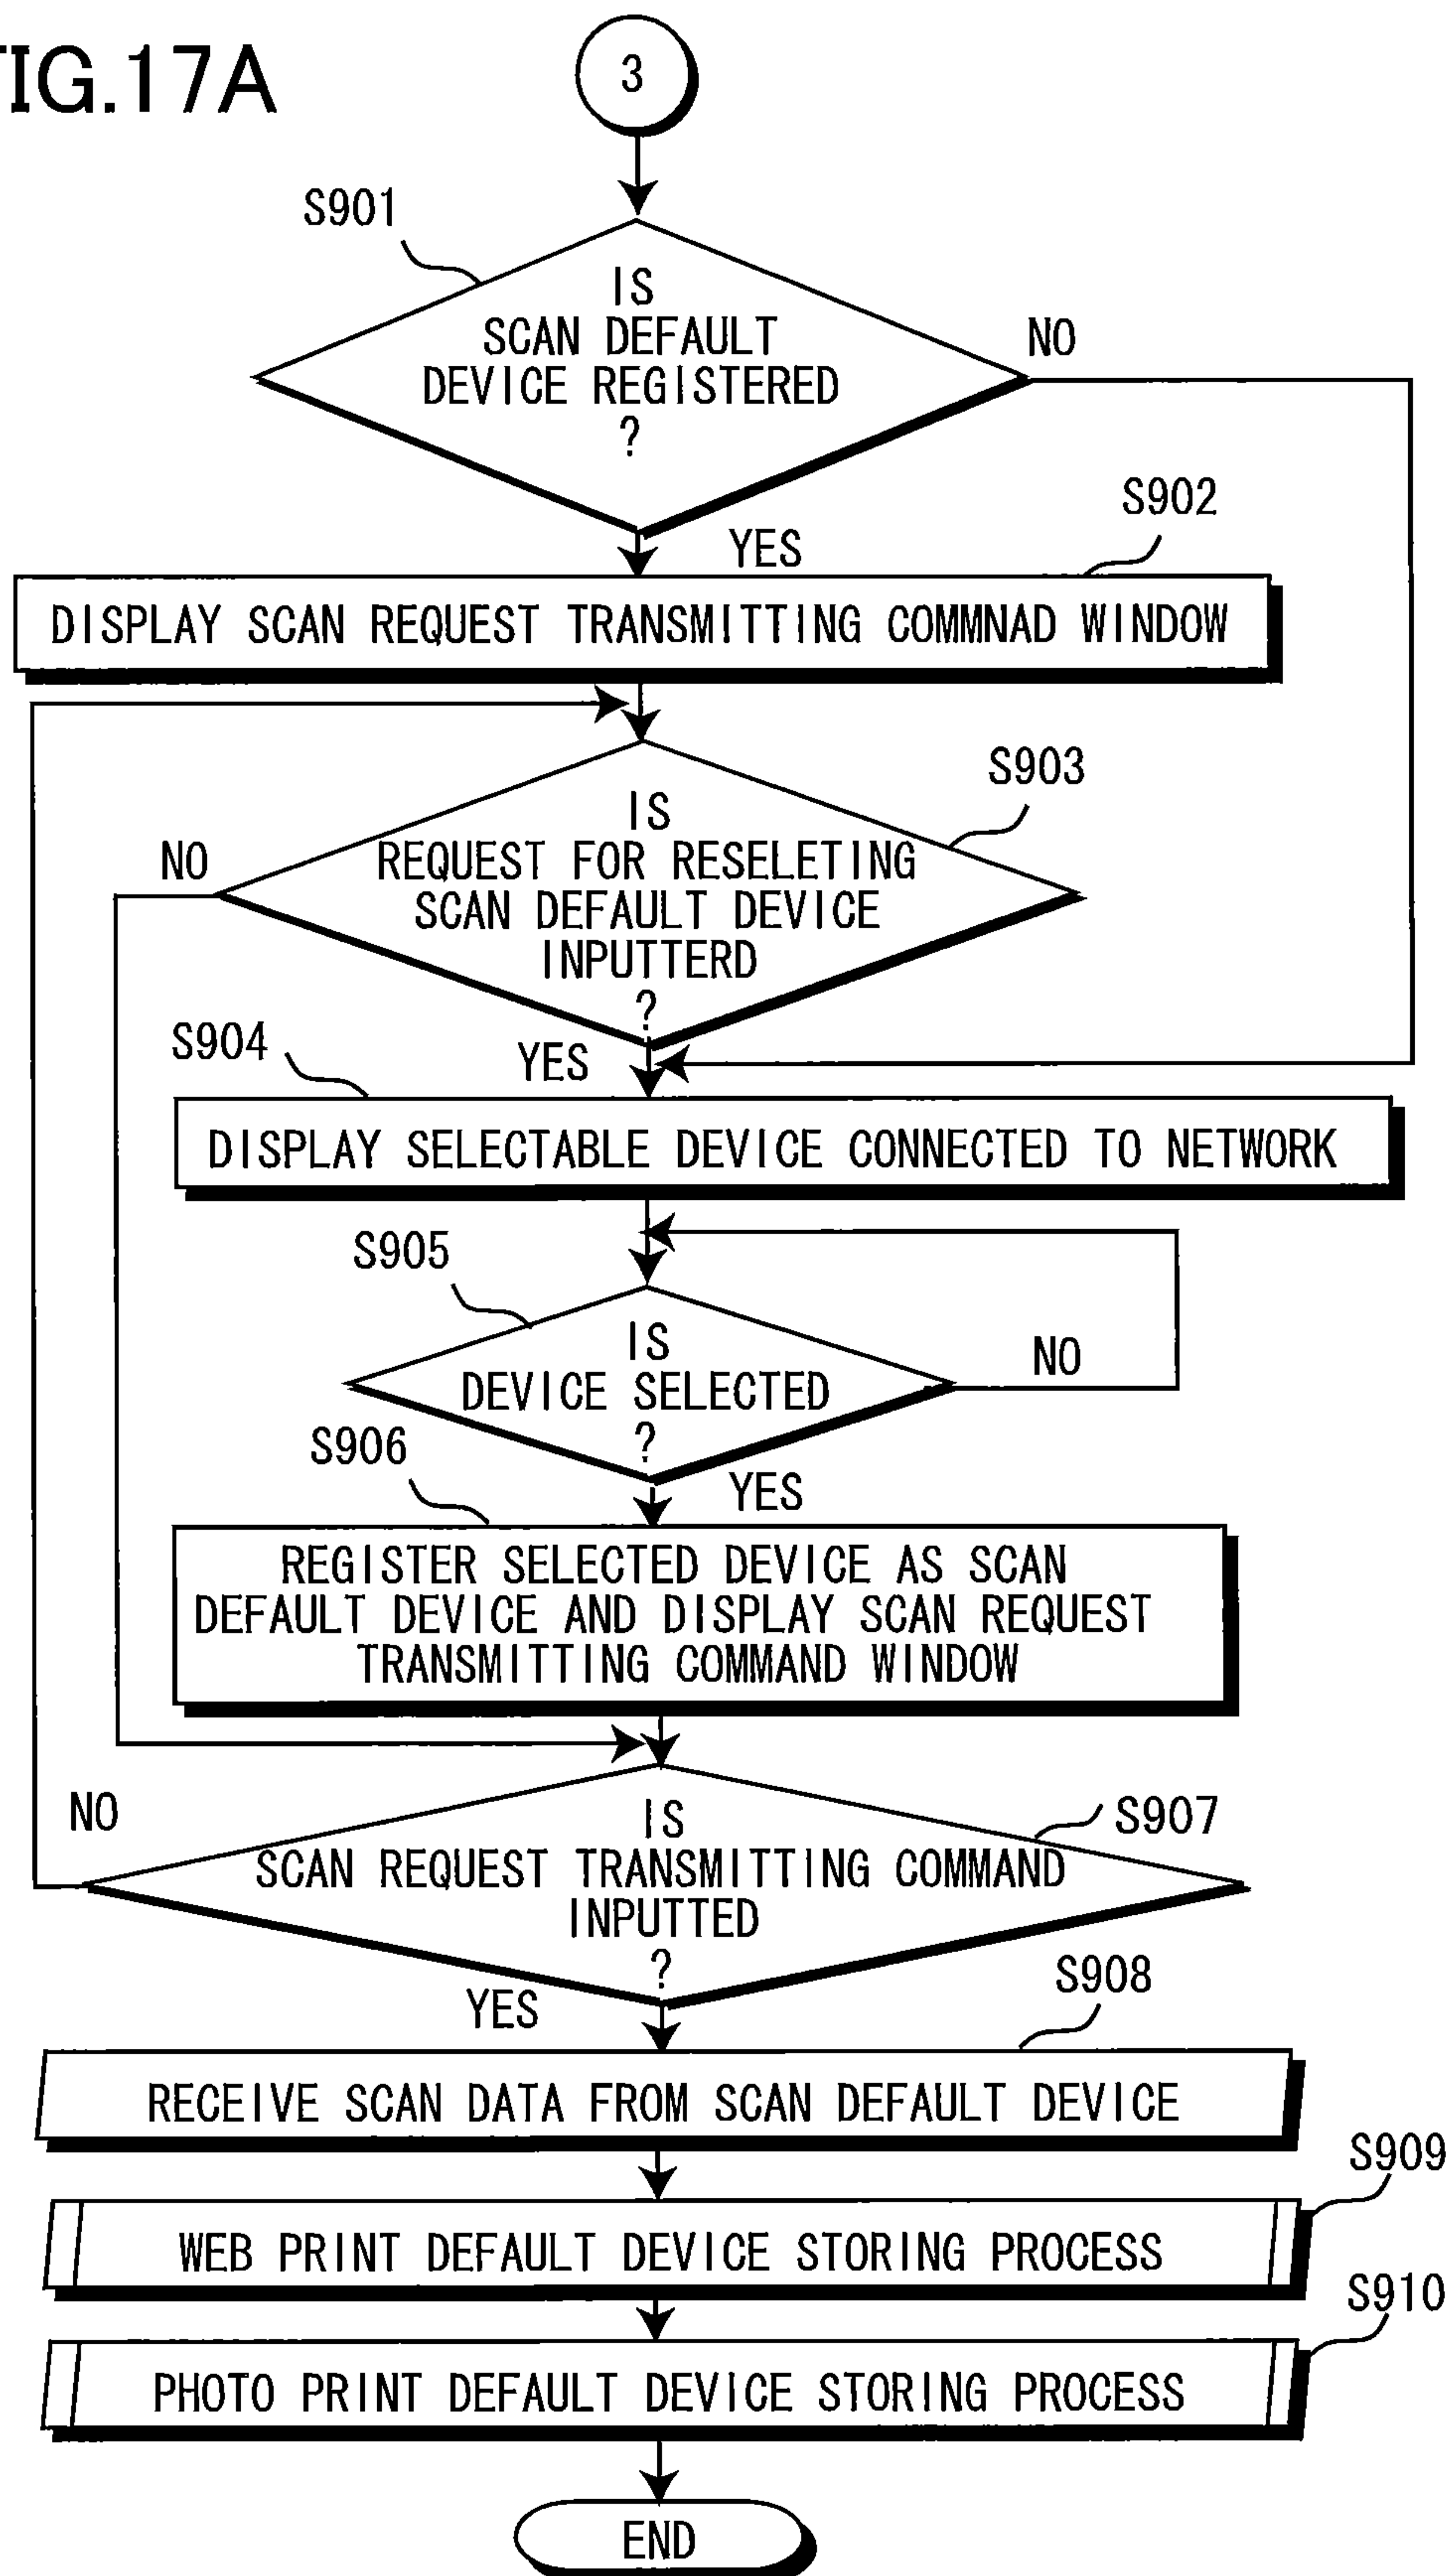 FIG.17A
3
S901
IS
SCAN DEFAULT
DEVICE REGISTERED
?
NO
YES
S902
DISPLAY SCAN REQUEST TRANSMITTING COMMNAD WINDOW
S903
IS
REQUEST FOR RESELETING
SCAN DEFAULT DEVICE
INPUTTERD
?
NO
YES
S904
DISPLAY SELECTABLE DEVICE CONNECTED TO NETWORK
S905
IS
DEVICE SELECTED
?
NO
YES
S906
REGISTER SELECTED DEVICE AS SCAN
DEFAULT DEVICE AND DISPLAY SCAN REQUEST
TRANSMITTING COMMAND WINDOW
NO
S907
IS
SCAN REQUEST TRANSMITTING COMMAND
INPUTTED
?
YES
S908
RECEIVE SCAN DATA FROM SCAN DEFAULT DEVICE
S909
WEB PRINT DEFAULT DEVICE STORING PROCESS
S910
PHOTO PRINT DEFAULT DEVICE STORING PROCESS
END